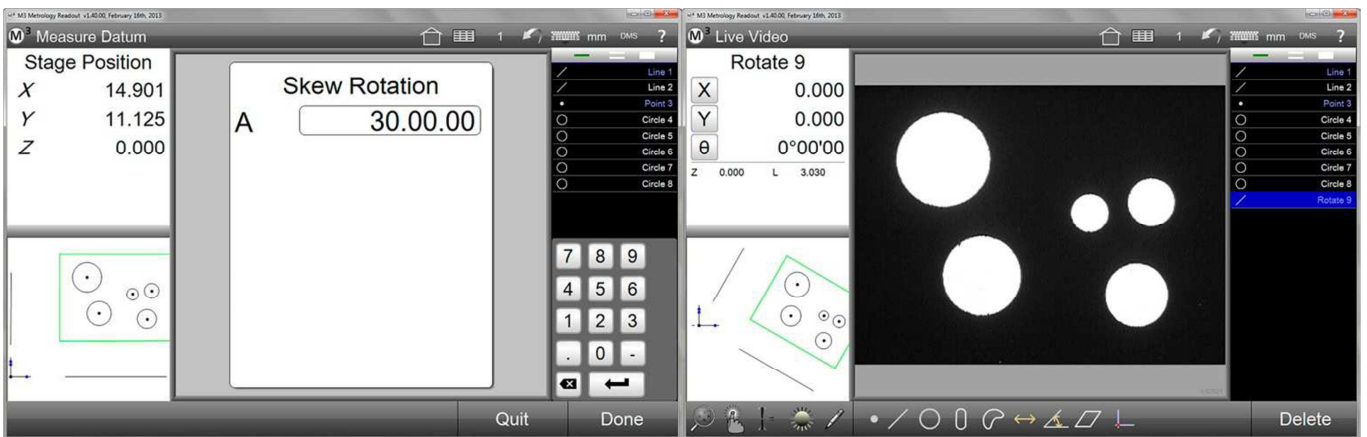 M3 Metrology Readout v1.40.00, February 16th, 2013
M3 Measure Datum
1 mm DMS ?
Stage Position
X 14.901
Y 11.125
Z 0.000
Skew Rotation
A 30.00.00
Line 1
Line 2
Point 3
Circle 4
Circle 5
Circle 6
Circle 7
Circle 8
7 8 9
4 5 6
1 2 3
. 0 -
Quit Done
M3 Metrology Readout v1.40.00, February 16th, 2013
M3 Live Video
1 mm DMS ?
Rotate 9
X 0.000
Y 0.000
θ 0°00'00
Z 0.000 L 3.030
Line 1
Line 2
Point 3
Circle 4
Circle 5
Circle 6
Circle 7
Circle 8
Rotate 9
Delete